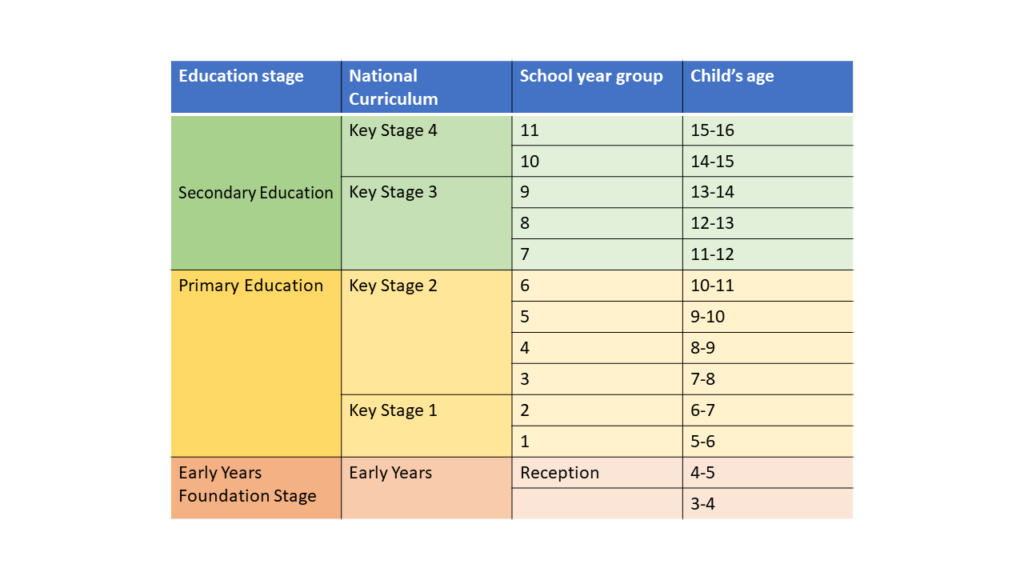 Education stage National School year group Child’s age
Curriculum
Key Stage 4 11 15-16
10 14-15
Secondary Education Key Stage 3 9 13-14
8 12-13
7 11-12
Primary Education Key Stage 2 6 10-11
5 9-10
4 8-9
3 7-8
Key Stage 1 2 6-7
1 5-6
Early Years Early Years Reception 4-5
Foundation Stage
3-4